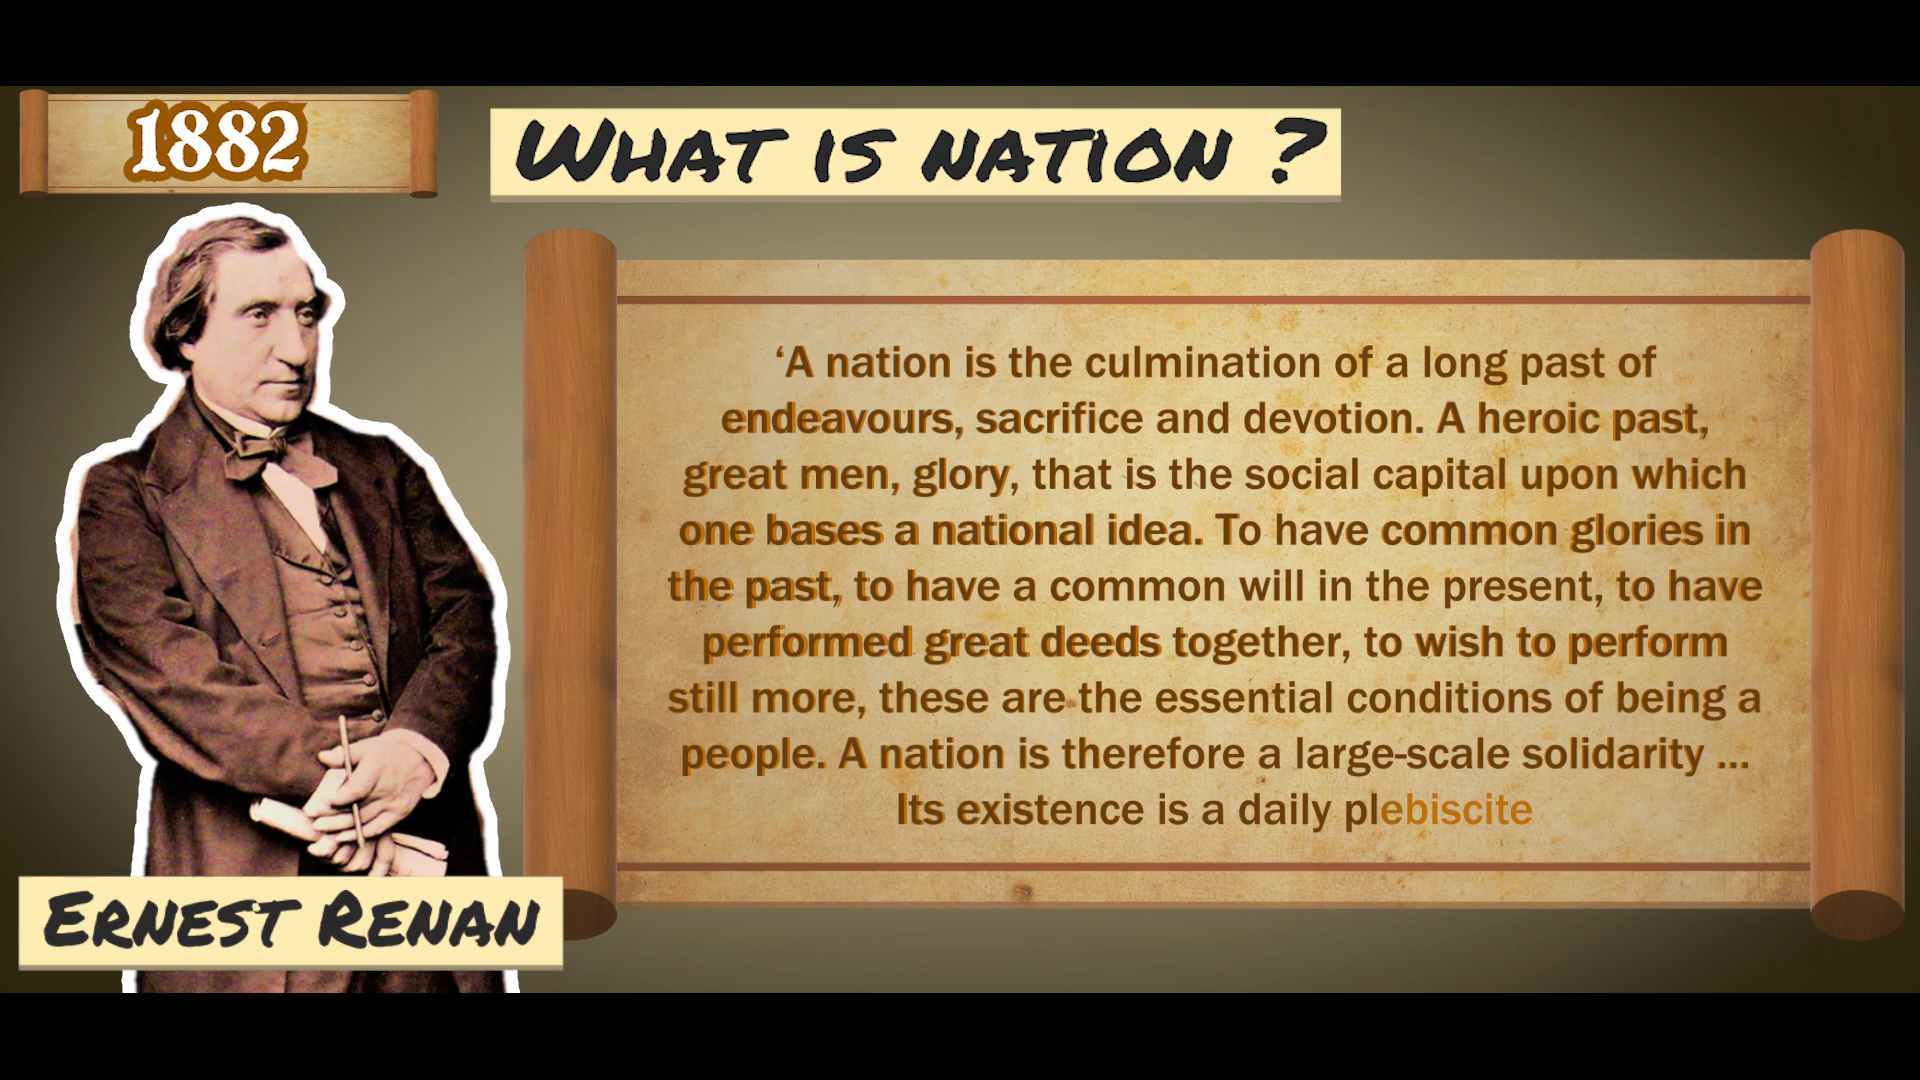 1882
WHAT IS NATION ?
‘A nation is the culmination of a long past of
endeavours, sacrifice and devotion. A heroic past,
great men, glory, that is the social capital upon which
one bases a national idea. To have common glories in
the past, to have a common will in the present, to have
performed great deeds together, to wish to perform
still more, these are the essential conditions of being a
people. A nation is therefore a large-scale solidarity ...
Its existence is a daily plebiscite
ERNEST RENAN